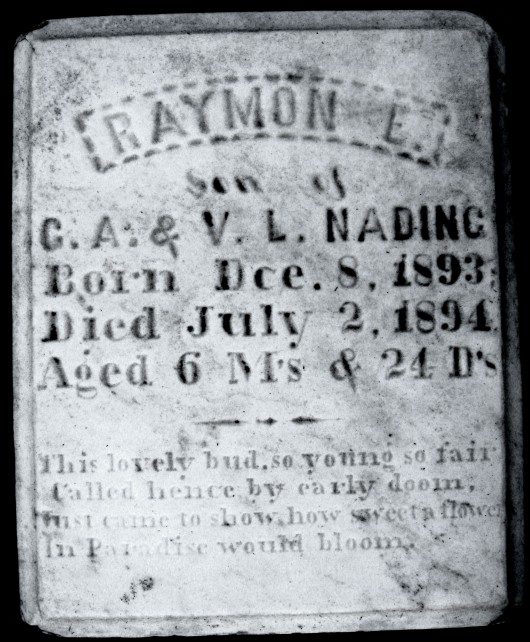 RAYMON E.
Son of
C. A. & V. L. NADING
Born Dce. 8, 1893;
Died July 2, 1894.
Aged 6 M's & 24 D's
This lovely bud, so young so fair
Called hence by early doom,
Just came to show, how sweet a flower
In Paradise would bloom.